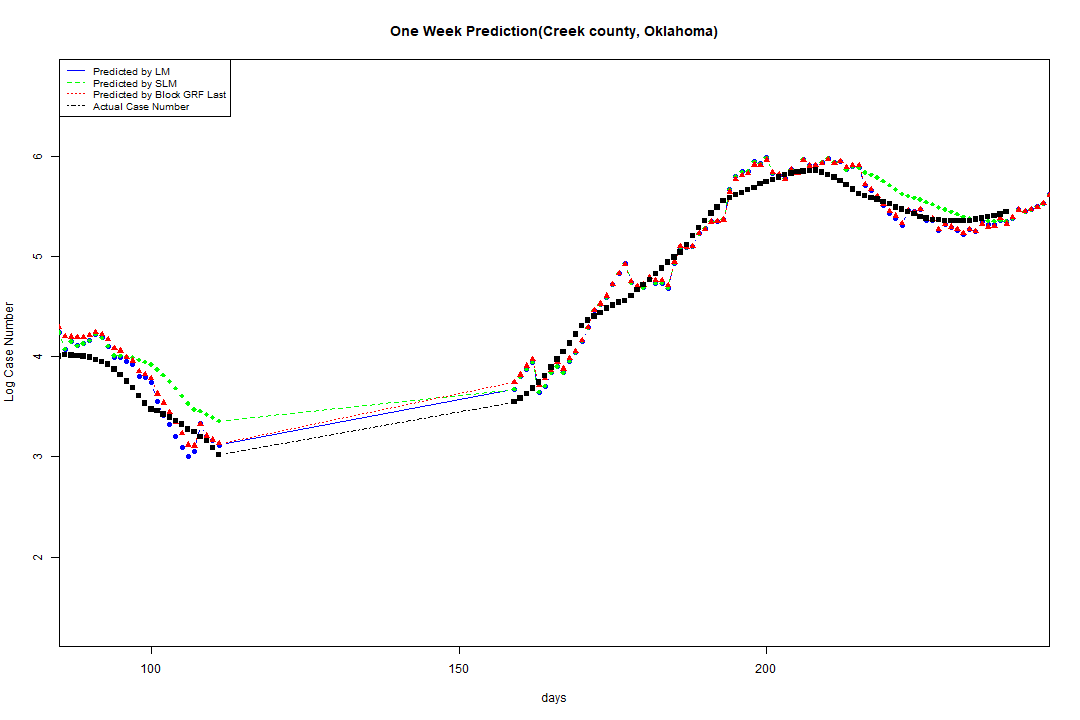 One Week Prediction(Creek county, Oklahoma)
Predicted by LM
Predicted by SLM
Predicted by Block GRF Last
Actual Case Number
6
5
4
3
2
Log Case Number
100
150
200
days